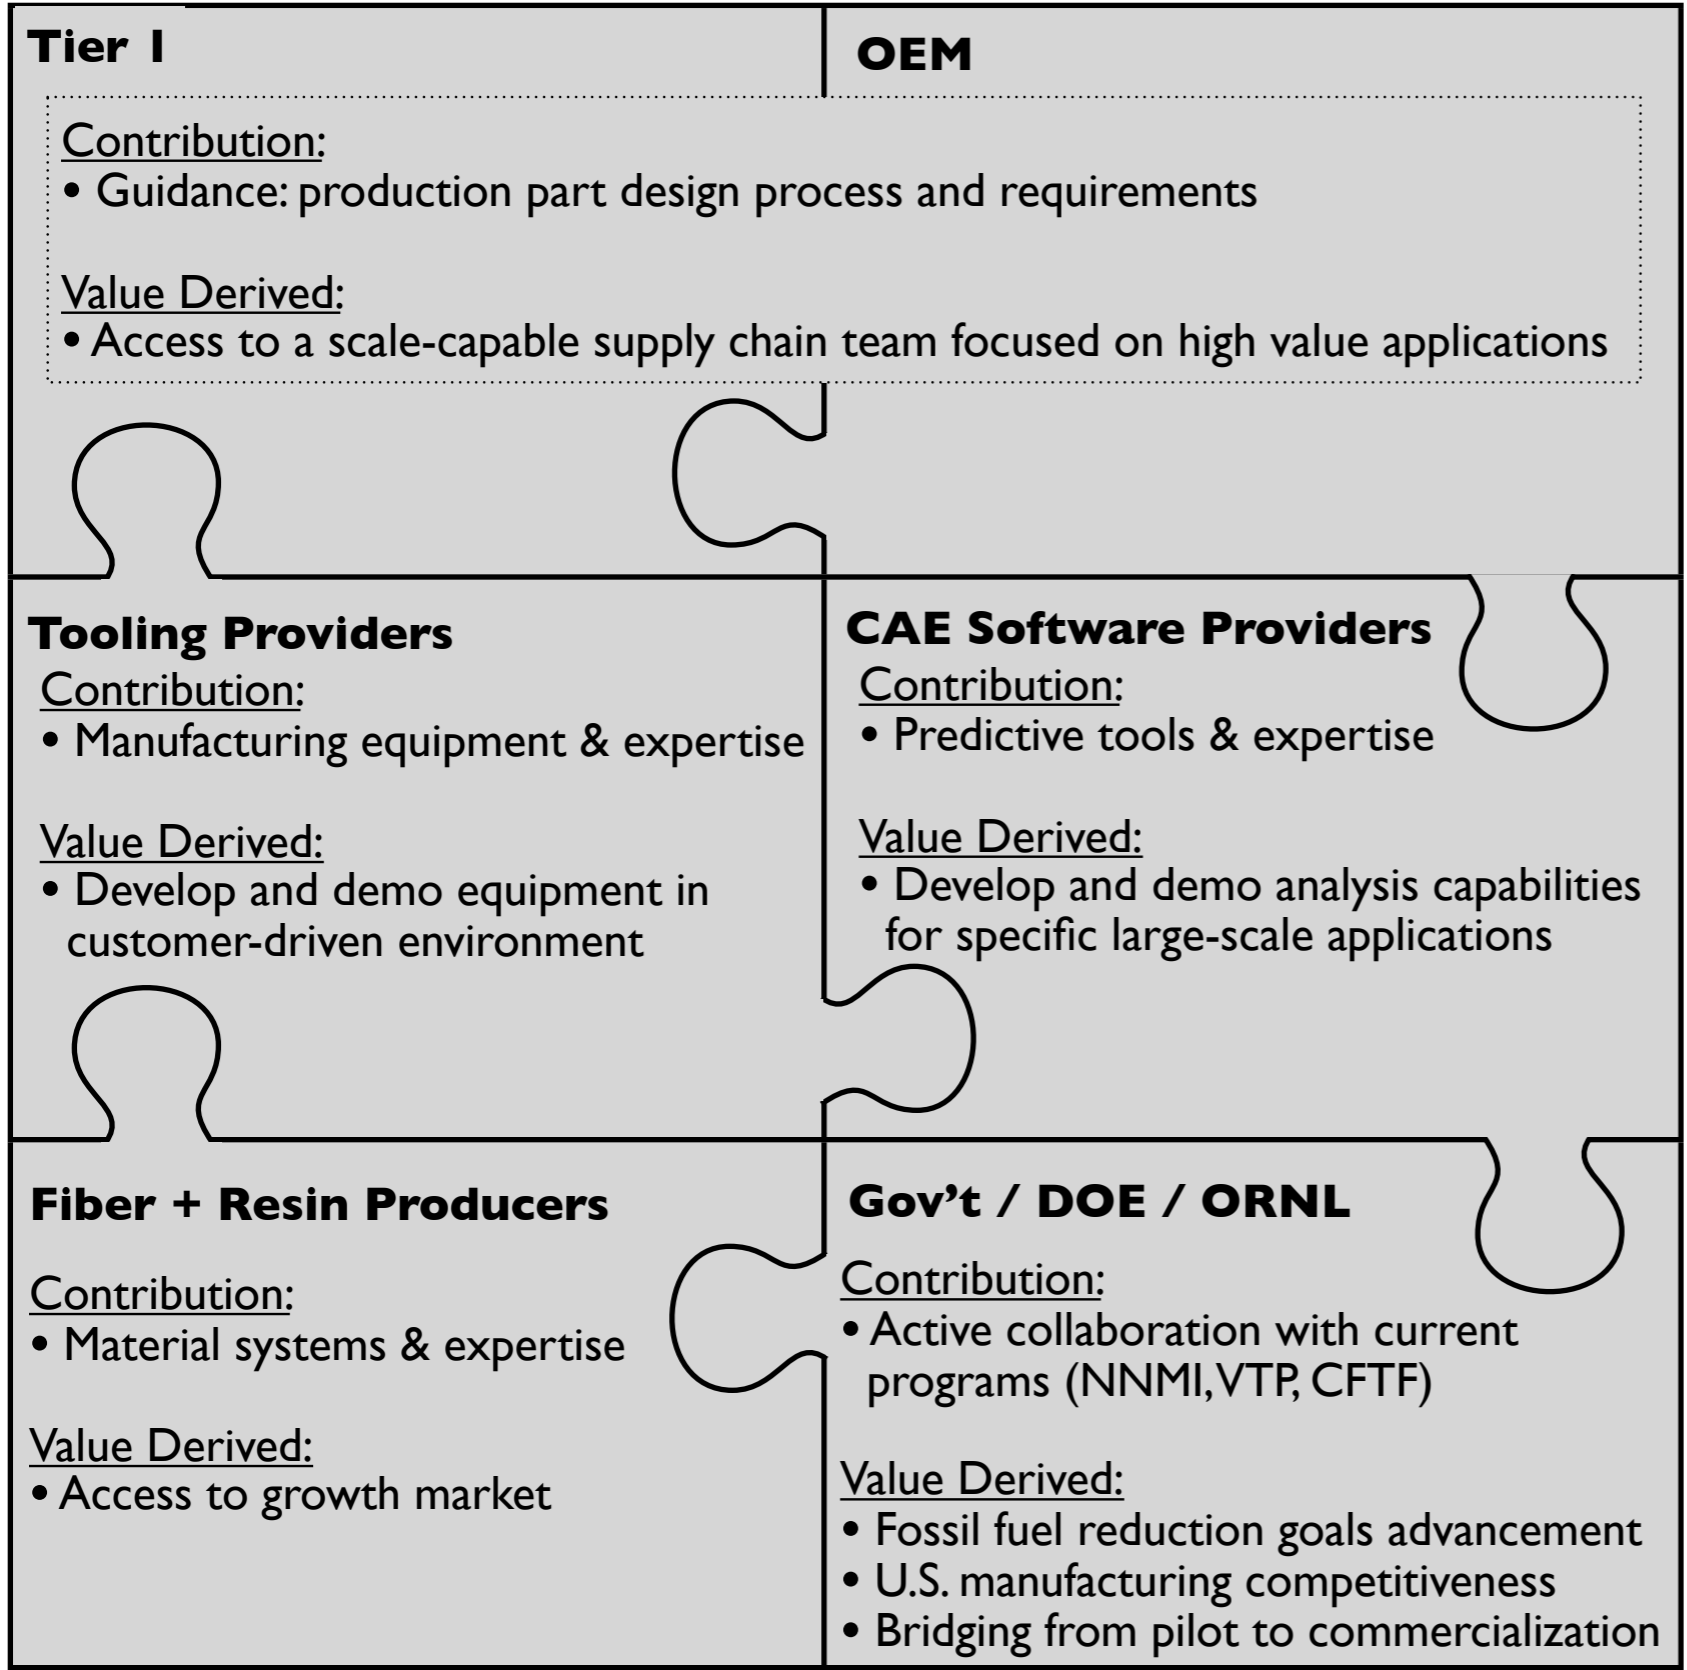 Tier 1
OEM
Contribution:
• Guidance: production part design process and requirements
Value Derived:
• Access to a scale-capable supply chain team focused on high value applications
Tooling Providers
Contribution:
• Manufacturing equipment & expertise
Value Derived:
• Develop and demo equipment in
customer-driven environment
CAE Software Providers
Contribution:
• Predictive tools & expertise
Value Derived:
• Develop and demo analysis capabilities
for specific large-scale applications
Fiber + Resin Producers
Contribution:
• Material systems & expertise
Value Derived:
• Access to growth market
Gov’t / DOE / ORNL
Contribution:
• Active collaboration with current
programs (NNMI, VTP, CFTF)
Value Derived:
• Fossil fuel reduction goals advancement
• U.S. manufacturing competitiveness
• Bridging from pilot to commercialization